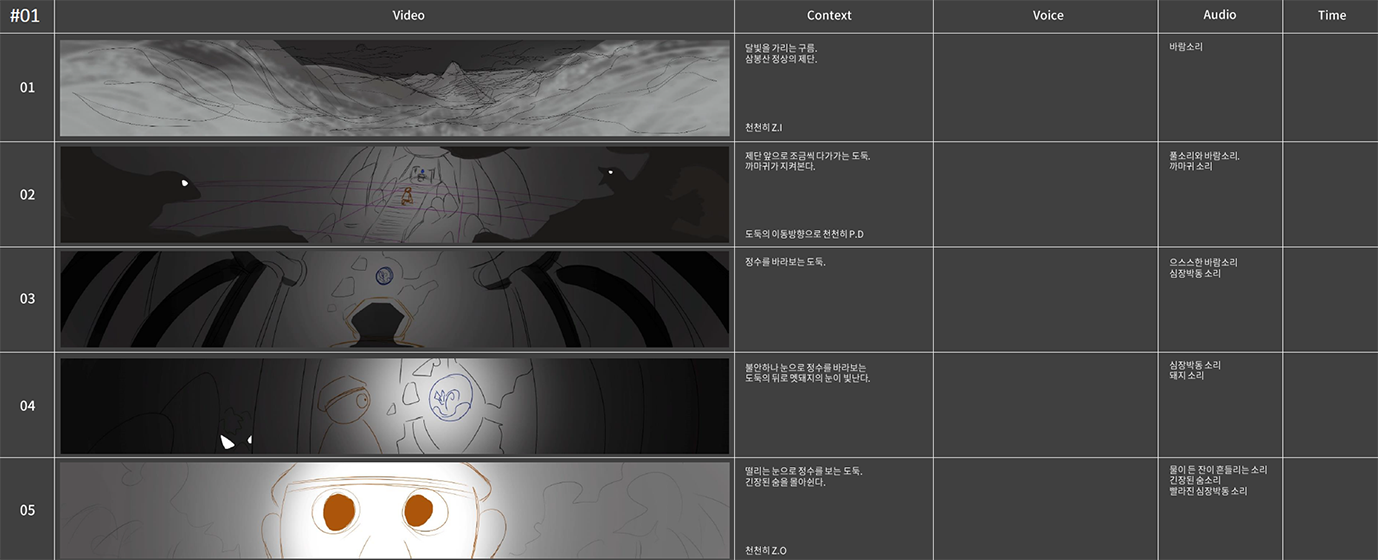 #01 Video Context Voice Audio Time
01
달빛을 가리는 구름.
삼봉산 정상의 제단.
천천히 Z.I
바람소리
02
제단 앞으로 조금씩 다가가는 도둑.
까마귀가 지켜본다.
도둑의 이동방향으로 천천히 P.D
풀소리와 바람소리.
까마귀 소리
03
정수를 바라보는 도둑.
으스스한 바람소리
심장박동 소리
04
불안하나 눈으로 정수를 바라보는
도둑의 뒤로 멧돼지의 눈이 빛난다.
심장박동 소리
돼지 소리
05
떨리는 눈으로 정수를 보는 도둑.
긴장된 숨을 몰아쉰다.
천천히 Z.O
물이 든 잔이 흔들리는 소리
긴장된 숨소리
빨라진 심장박동 소리